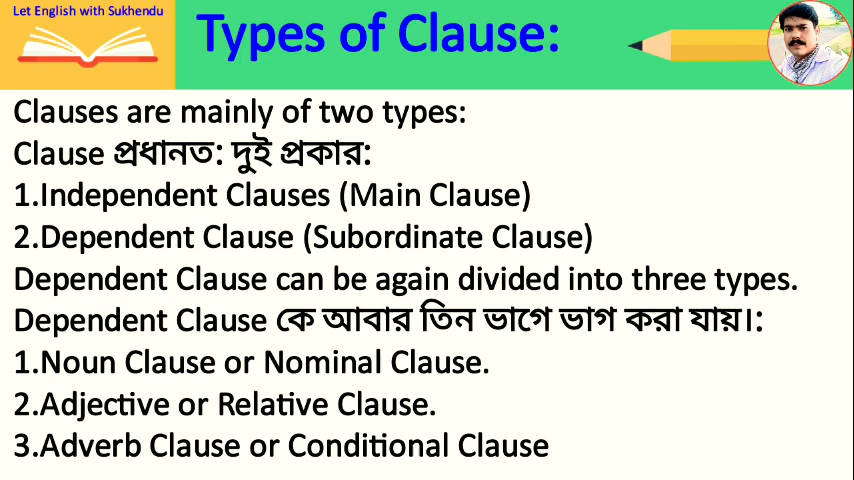 Let English with Sukhendu
Types of Clause:
Clauses are mainly of two types:
Clause প্রধানত: দুই প্রকার:
1.Independent Clauses (Main Clause)
2.Dependent Clause (Subordinate Clause)
Dependent Clause can be again divided into three types.
Dependent Clause কে আবার তিন ভাগে ভাগ করা যায়।:
1.Noun Clause or Nominal Clause.
2.Adjective or Relative Clause.
3.Adverb Clause or Conditional Clause